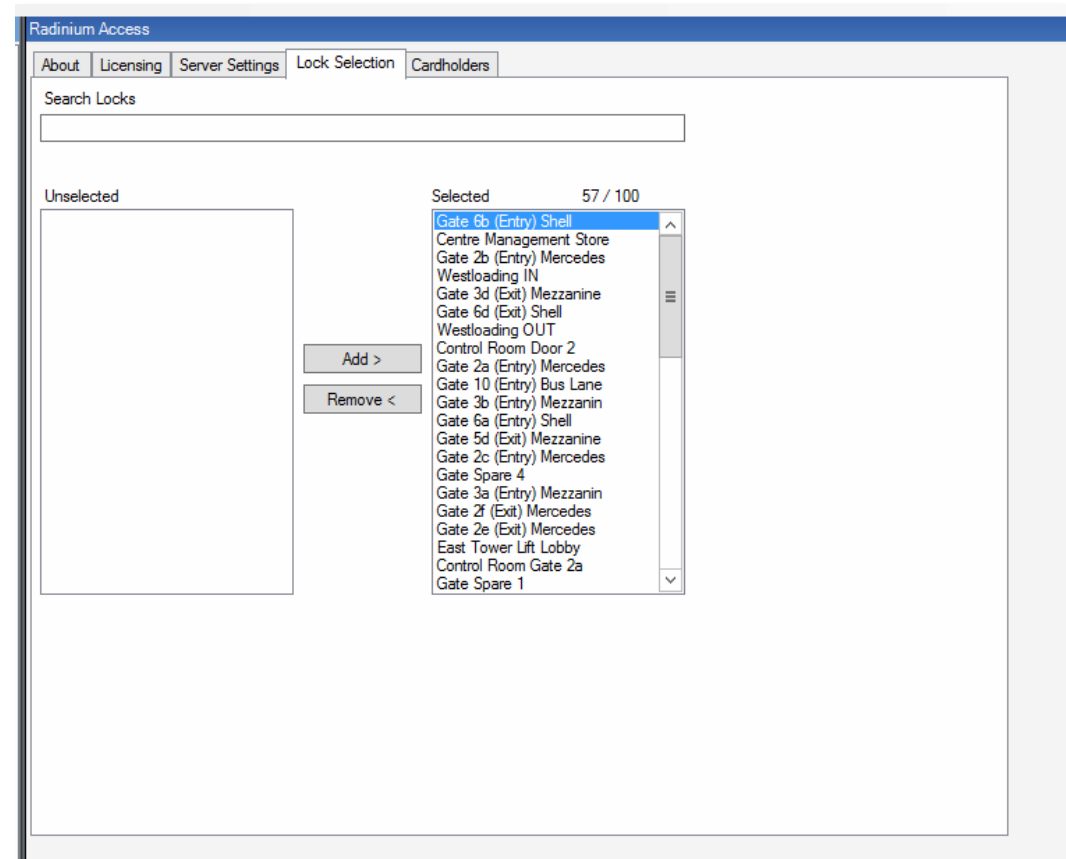 Radinium Access
About Licensing Server Settings Lock Selection Cardholders
Search Locks
Unselected
Selected 57 / 100
Gate 6b (Entry) Shell
Centre Management Store
Gate 2b (Entry) Mercedes
Westloading IN
Gate 3d (Exit) Mezzanine
Gate 6d (Exit) Shell
Westloading OUT
Control Room Door 2
Gate 2a (Entry) Mercedes
Gate 10 (Entry) Bus Lane
Gate 3b (Entry) Mezzanin
Gate 6a (Entry) Shell
Gate 5d (Exit) Mezzanine
Gate 2c (Entry) Mercedes
Gate Spare 4
Gate 3a (Entry) Mezzanin
Gate 2f (Exit) Mercedes
Gate 2e (Exit) Mercedes
East Tower Lift Lobby
Control Room Gate 2a
Gate Spare 1
Add >
Remove <